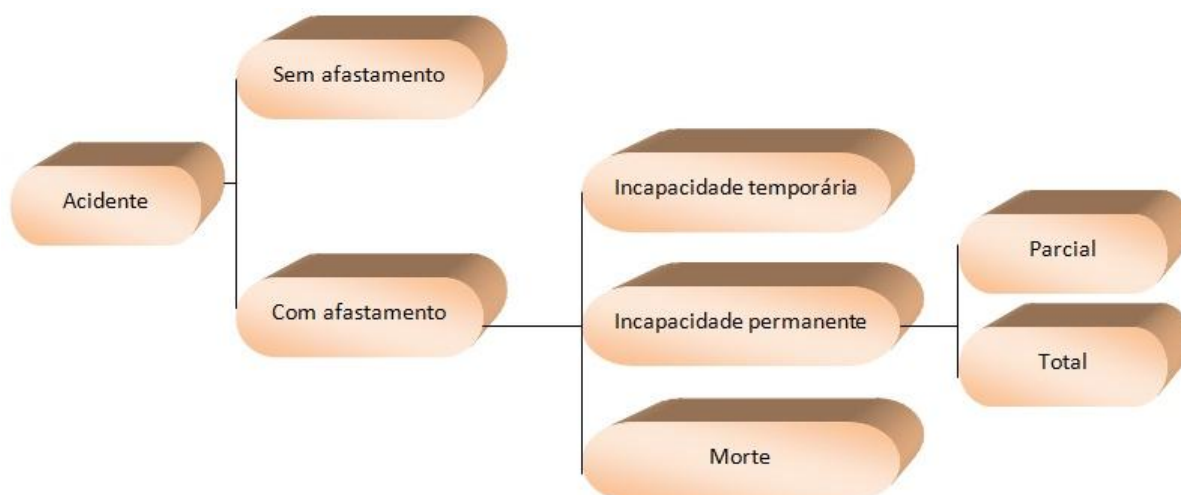 Acidente
Sem afastamento
Com afastamento
Incapacidade temporária
Incapacidade permanente
Morte
Parcial
Total